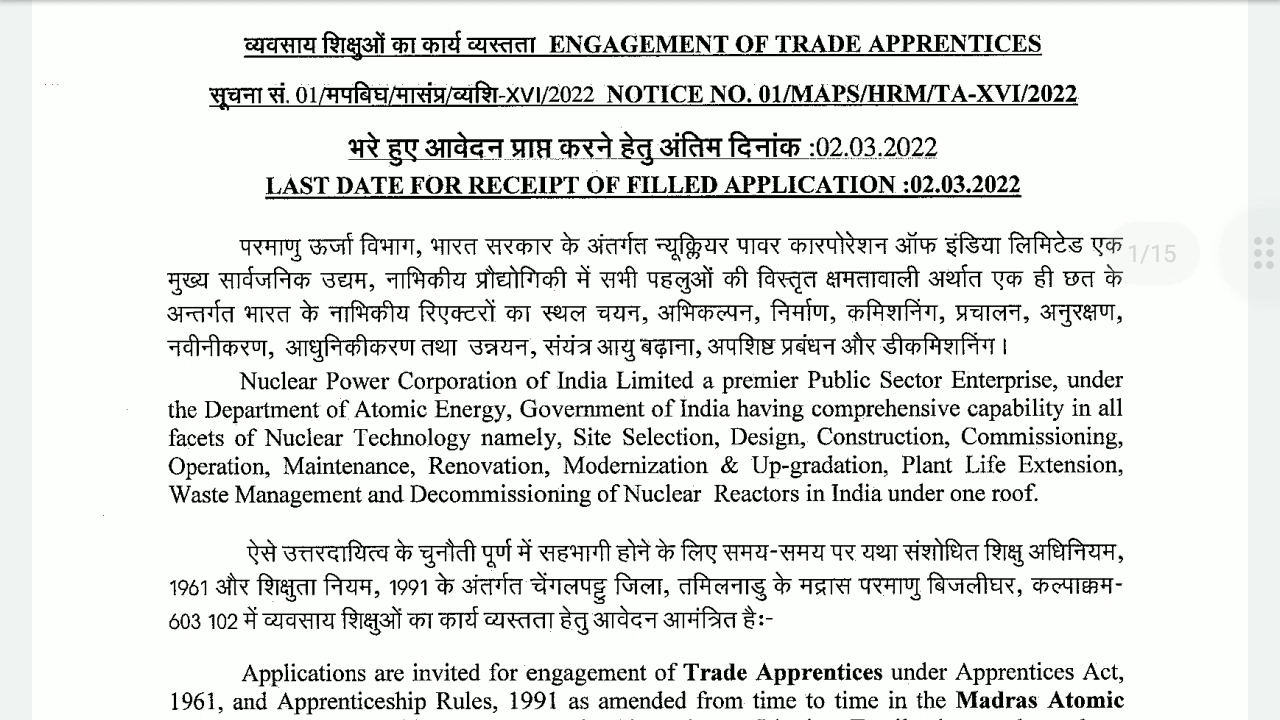 व्यवसाय शिक्षुओं का कार्य व्यस्तता ENGAGEMENT OF TRADE APPRENTICES
सूचना सं. 01/मपबिघ/मासंप्र/व्यशि-XVI/2022 NOTICE NO. 01/MAPS/HRM/TA-XVI/2022
भरे हुए आवेदन प्राप्त करने हेतु अंतिम दिनांक :02.03.2022
LAST DATE FOR RECEIPT OF FILLED APPLICATION :02.03.2022
परमाणु ऊर्जा विभाग, भारत सरकार के अंतर्गत न्यूक्लियर पावर कारपोरेशन ऑफ इंडिया लिमिटेड एक
1/15
मुख्य सार्वजनिक उद्यम, नाभिकीय प्रौद्योगिकी में सभी पहलुओं की विस्तृत क्षमतावाली अर्थात एक ही छत के
अन्तर्गत भारत के नाभिकीय रिएक्टरों का स्थल चयन, अभिकल्पन, निर्माण, कमिशनिंग, प्रचालन, अनुरक्षण,
नवीनीकरण, आधुनिकीकरण तथा उन्नयन, संयंत्र आयु बढ़ाना, अपशिष्ट प्रबंधन और डीकमिशनिंग ।
Nuclear Power Corporation of India Limited a premier Public Sector Enterprise, under
the Department of Atomic Energy, Government of India having comprehensive capability in all
facets of Nuclear Technology namely, Site Selection, Design, Construction, Commissioning,
Operation, Maintenance, Renovation, Modernization & Up-gradation, Plant Life Extension,
Waste Management and Decommissioning of Nuclear Reactors in India under one roof.
ऐसे उत्तरदायित्व के चुनौती पूर्ण में सहभागी होने के लिए समय-समय पर यथा संशोधित शिक्षु अधिनियम,
1961 और शिक्षुता नियम, 1991 के अंतर्गत चेंगलपट्टु जिला, तमिलनाडु के मद्रास परमाणु बिजलीघर, कल्पाक्कम-
603 102 में व्यवसाय शिक्षुओं का कार्य व्यस्तता हेतु आवेदन आमंत्रित है:-
Applications are invited for engagement of Trade Apprentices under Apprentices Act,
1961, and Apprenticeship Rules, 1991 as amended from time to time in the Madras Atomic